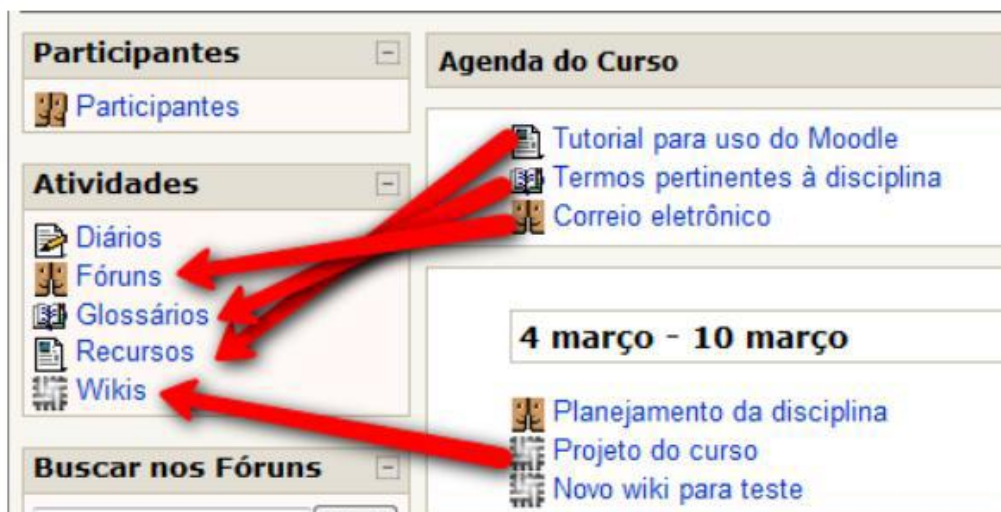 Participantes
Participantes
Atividades
Diários
Fóruns
Glossários
Recursos
Wikis
Buscar nos Fóruns
Agenda do Curso
Tutorial para uso do Moodle
Termos pertinentes à disciplina
Correio eletrônico
4 março - 10 março
Planejamento da disciplina
Projeto do curso
Novo wiki para teste